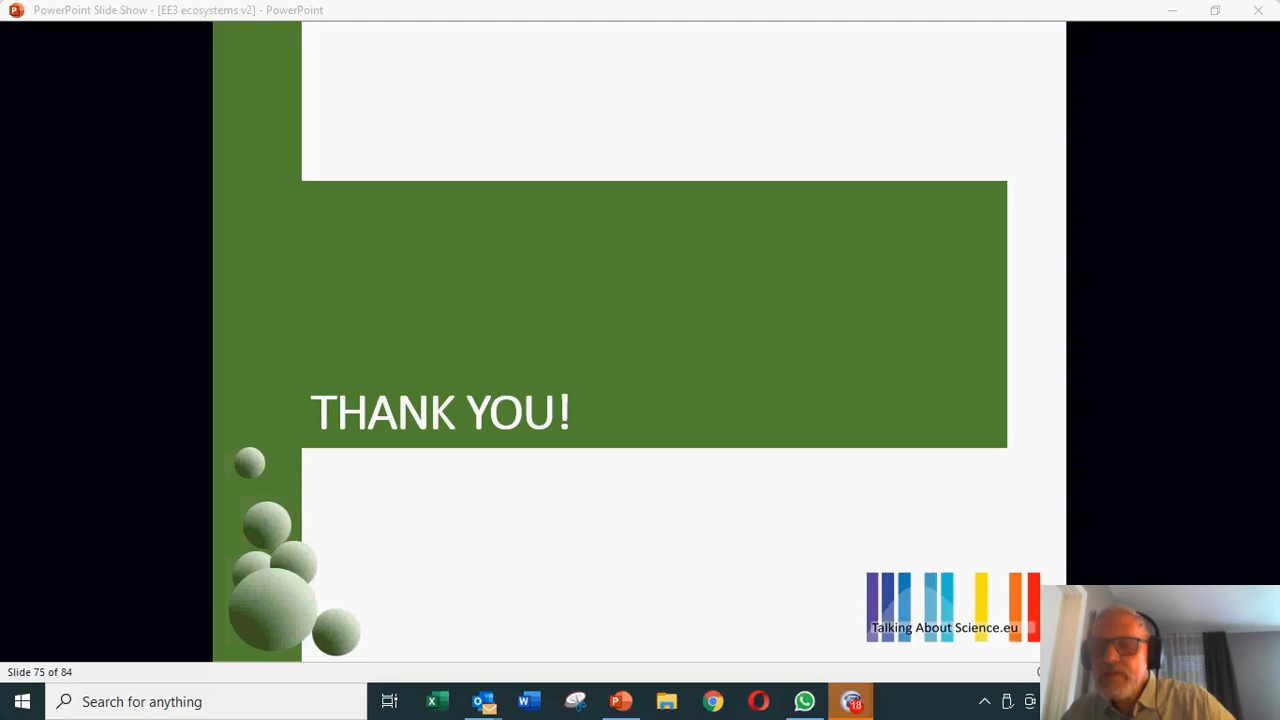 PowerPoint Slide Show - [EE3 ecosystems v2] - PowerPoint
THANK YOU!
Talking About Science.eu
Slide 75 of 84
Search for anything
18